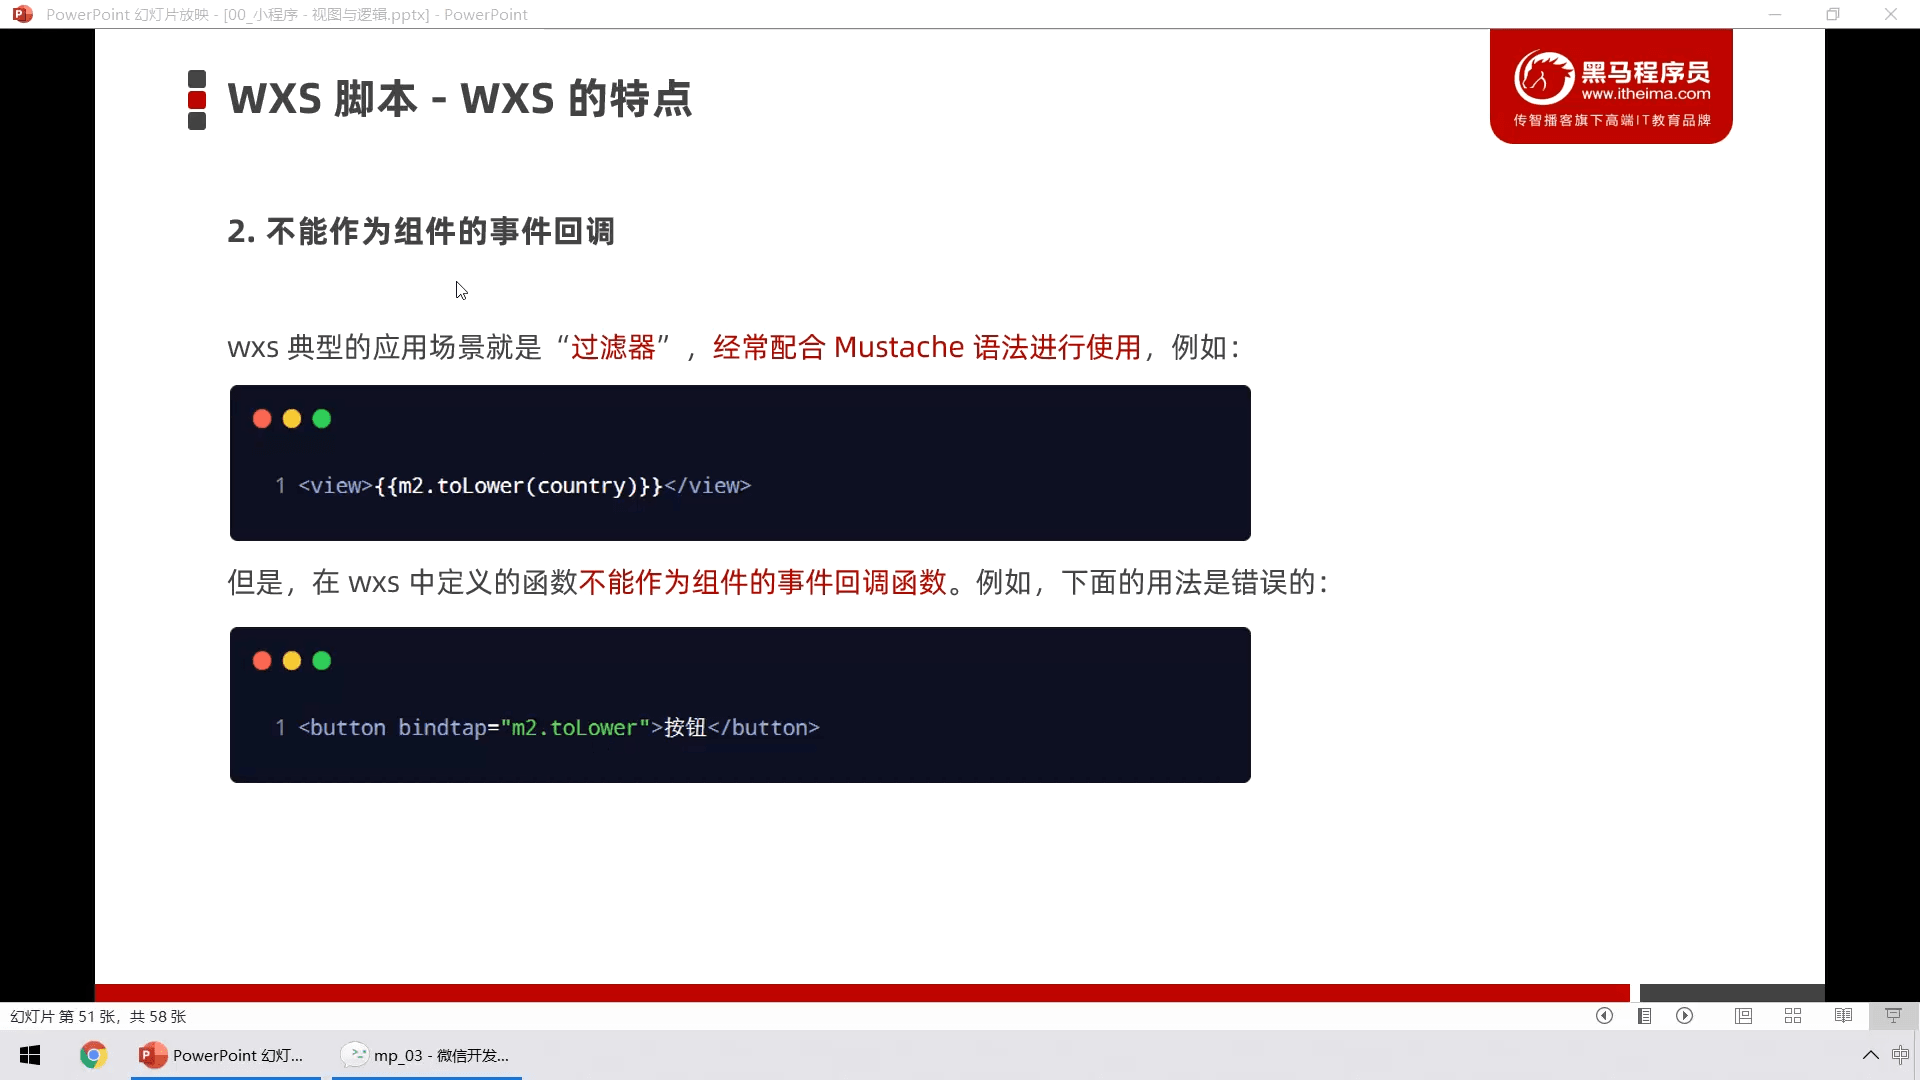 PowerPoint 幻灯片放映 - [00_小程序 - 视图与逻辑.pptx] - PowerPoint
WXS 脚本 - WXS 的特点
黑马程序员
www.itheima.com
传智播客旗下高端IT教育品牌
2. 不能作为组件的事件回调
wxs 典型的应用场景就是“过滤器”，经常配合 Mustache 语法进行使用，例如：
1 <view>{{m2.toLower(country)}}</view>
但是，在 wxs 中定义的函数不能作为组件的事件回调函数。例如，下面的用法是错误的：
1 <button bindtap="m2.toLower">按钮</button>
幻灯片 第 51 张，共 58 张
PowerPoint 幻灯...
mp_03 - 微信开发...
中